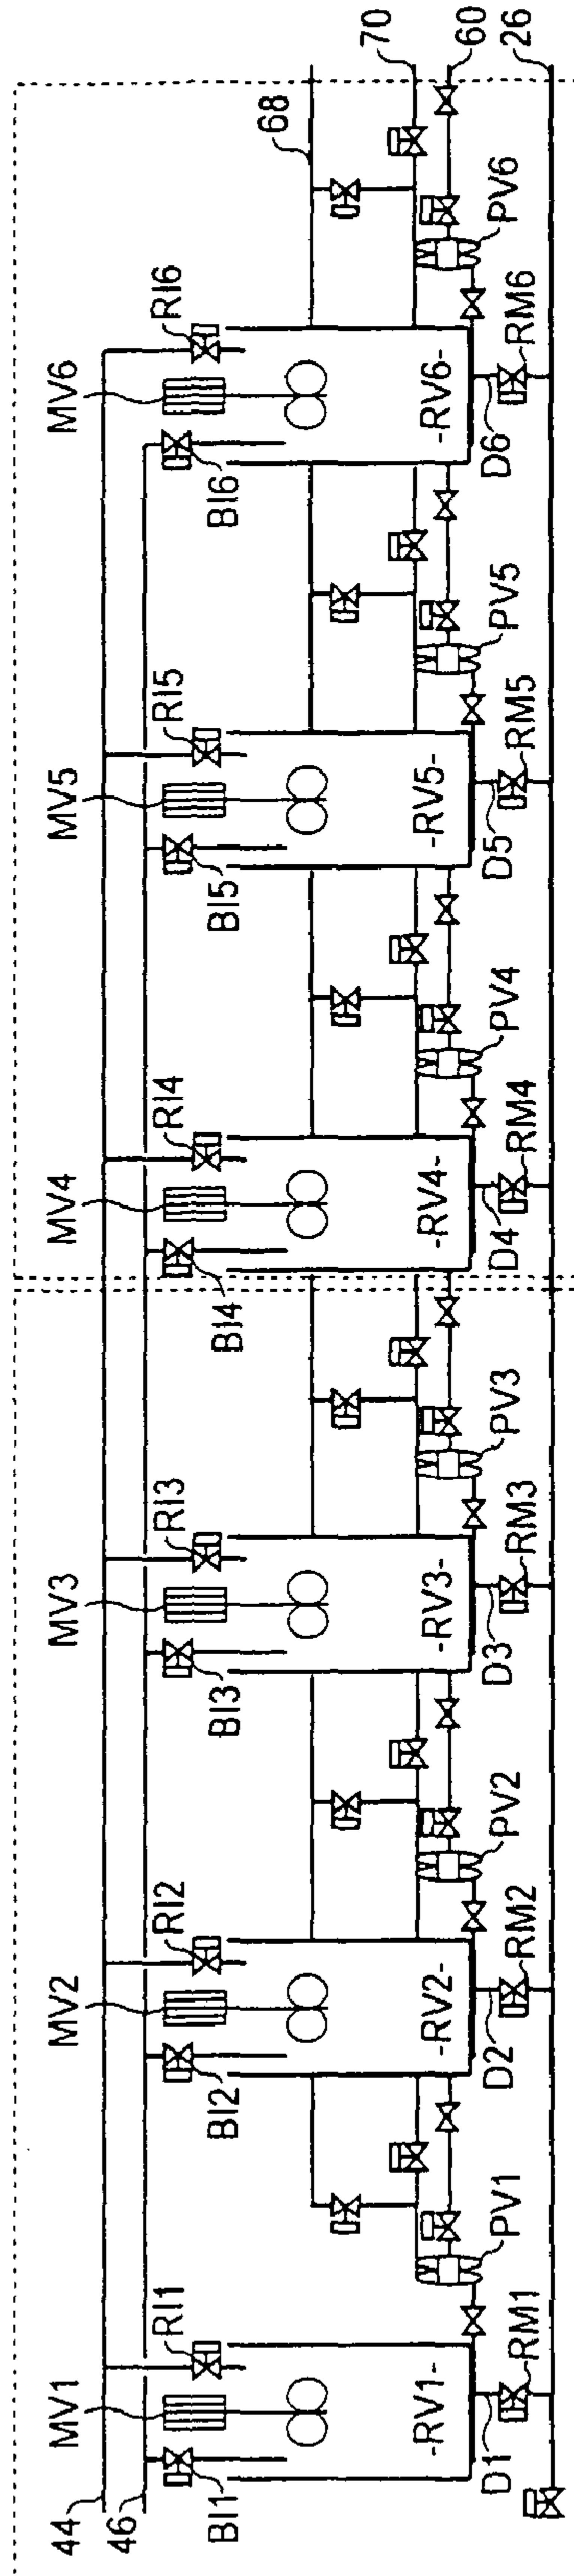 44
46
MV1
RI1
BI1
-RV1-
D1
RM1
PV1
MV2
RI2
BI2
-RV2-
D2
RM2
PV2
MV3
RI3
BI3
-RV3-
D3
RM3
PV3
MV4
RI4
BI4
-RV4-
D4
RM4
PV4
MV5
RI5
BI5
-RV5-
D5
RM5
PV5
MV6
RI6
BI6
-RV6-
D6
RM6
PV6
68
70
60
26